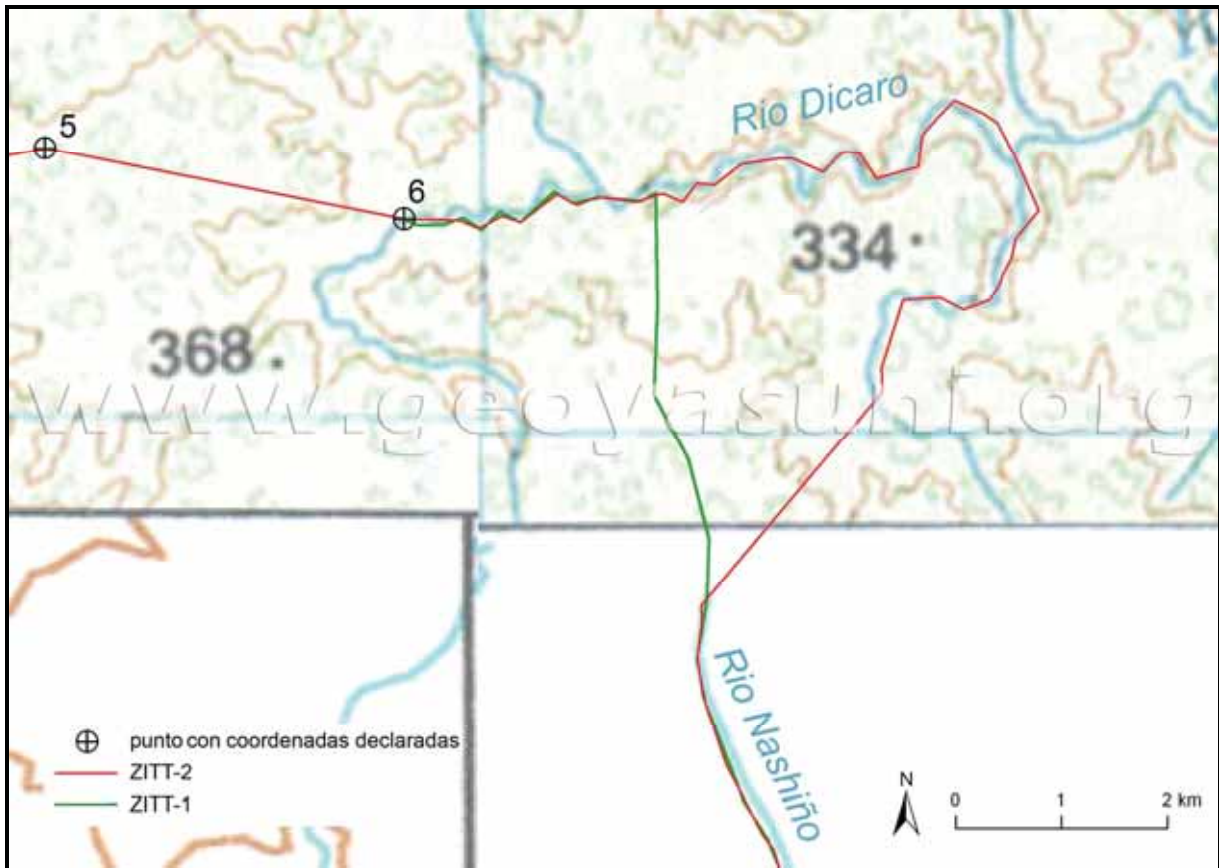 5
6
Rio Dicaro
334
368
www.geoyasuni.org
Rio Nashiño
punto con coordenadas declaradas
ZITT-2
ZITT-1
N
0 1 2 km